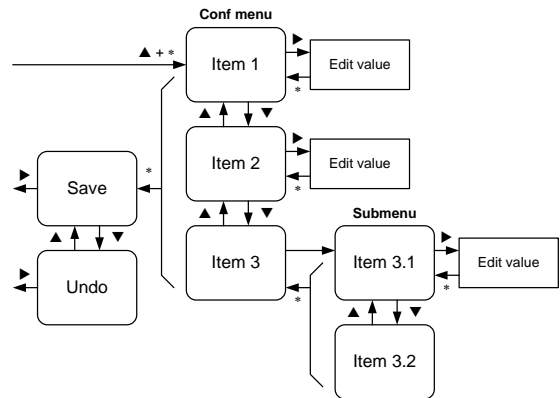 Conf menu
▲ + *
Item 1
▶
*
Edit value
▲
▼
Item 2
▶
*
Edit value
*
▶
Save
▲
▼
Submenu
Item 3
*
Item 3.1
▶
*
Edit value
▲
▼
▶
Undo
▲
▼
Item 3.2